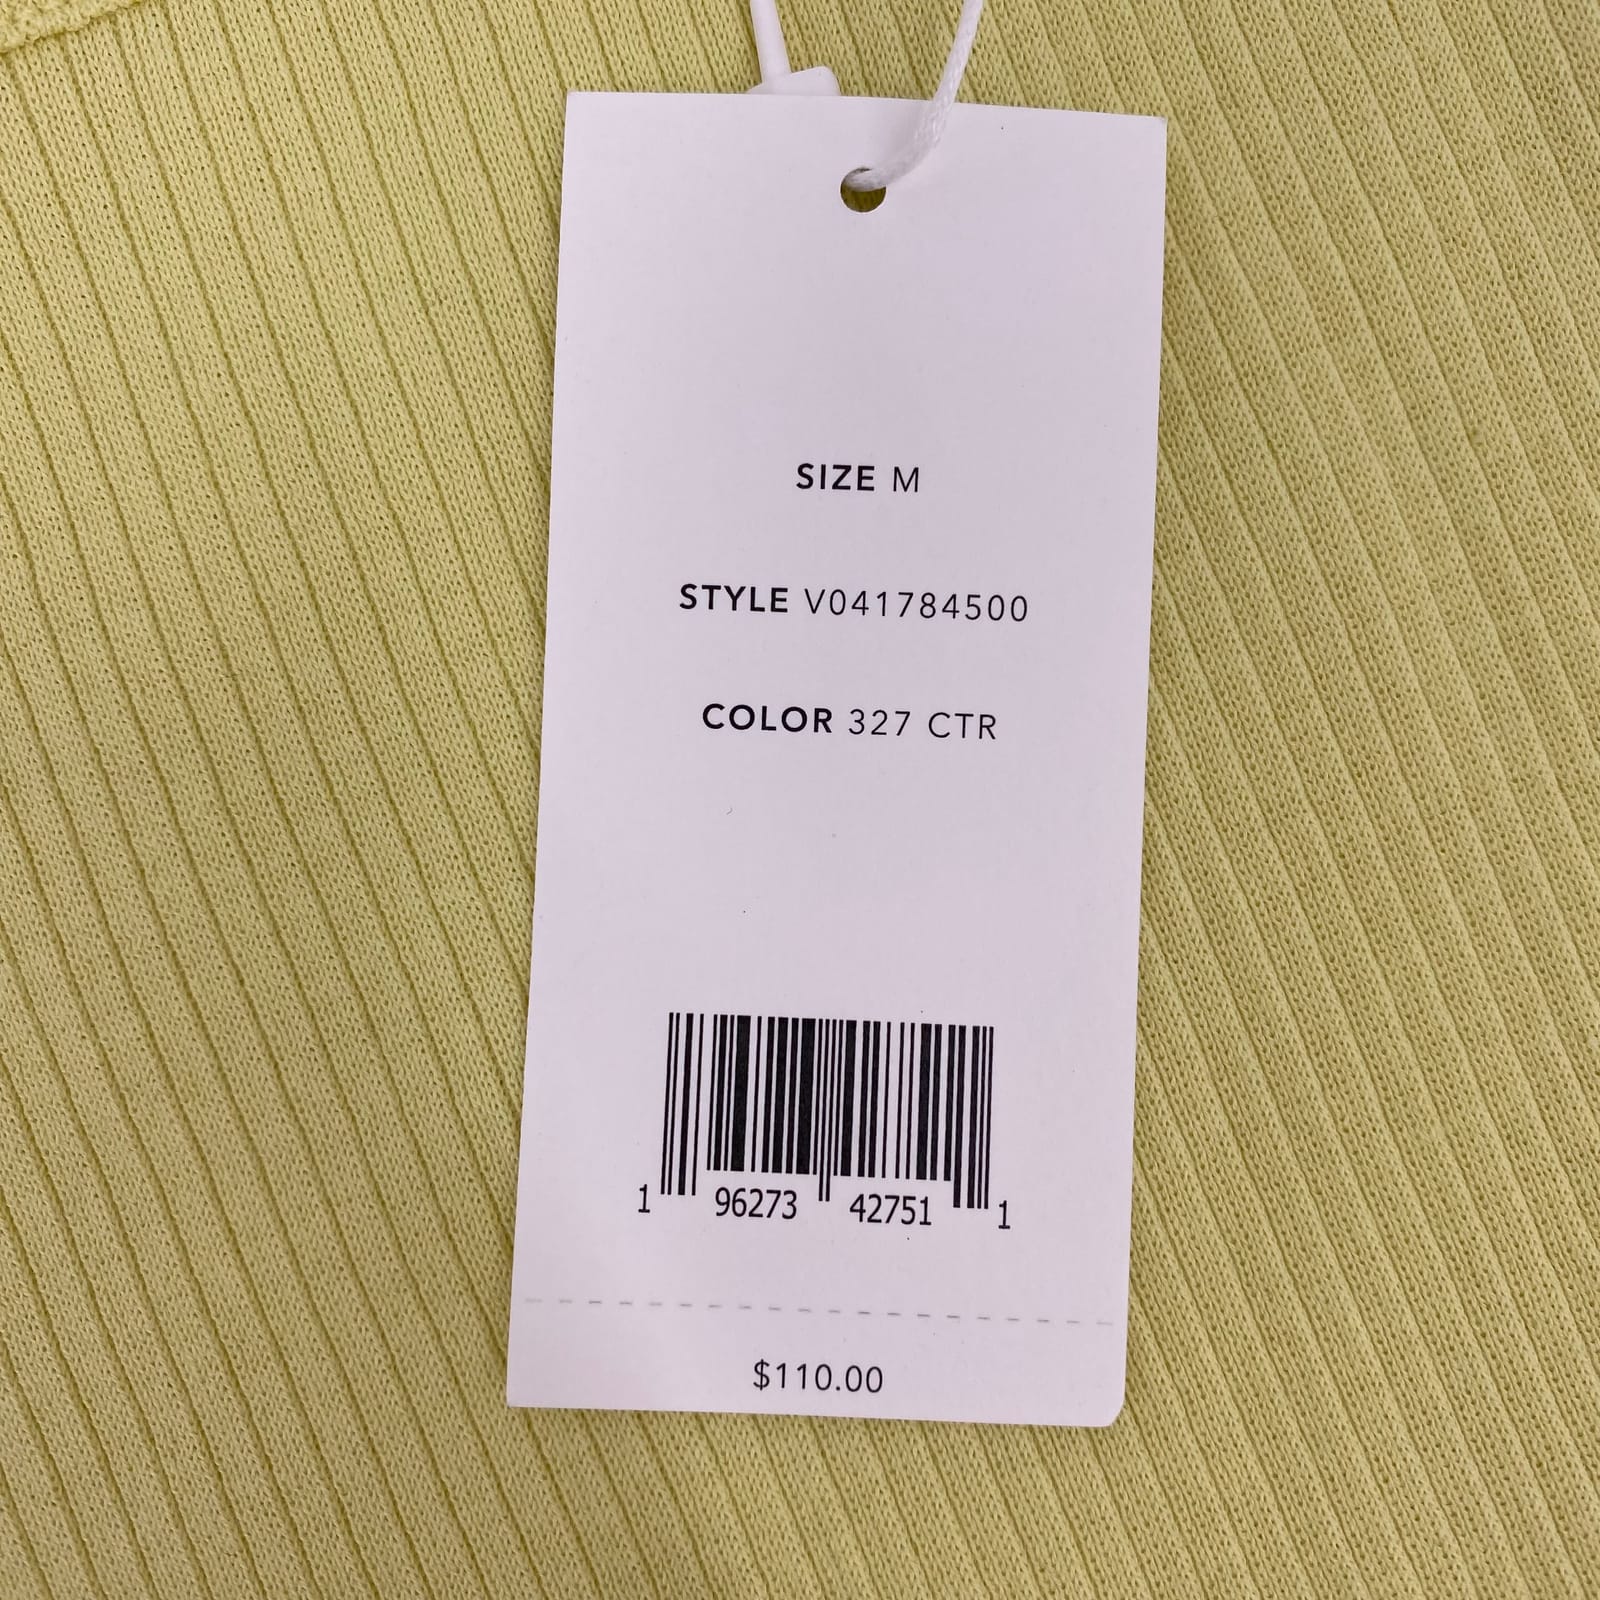 SIZE M
STYLE V041784500
COLOR 327 CTR
1 96273 42751 1
$110.00